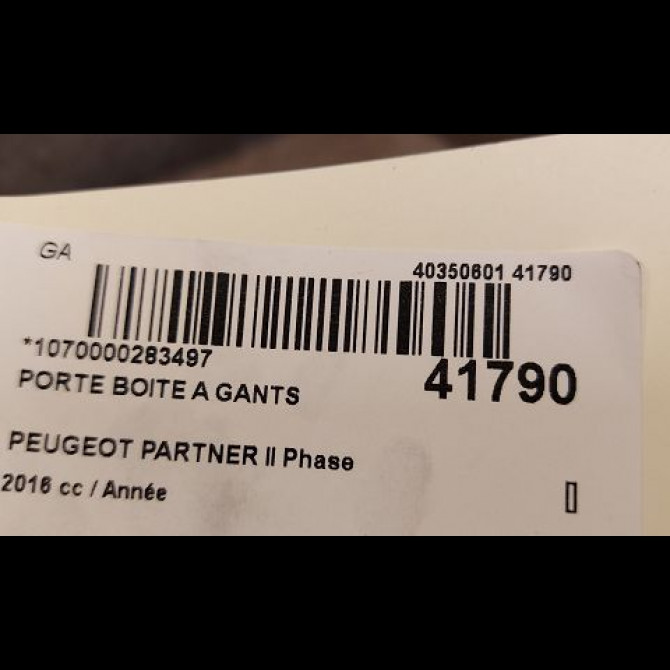 GA
40350601 41790
*1070000283497
41790
PORTE BOITE A GANTS
PEUGEOT PARTNER II Phase
2016 cc / Année